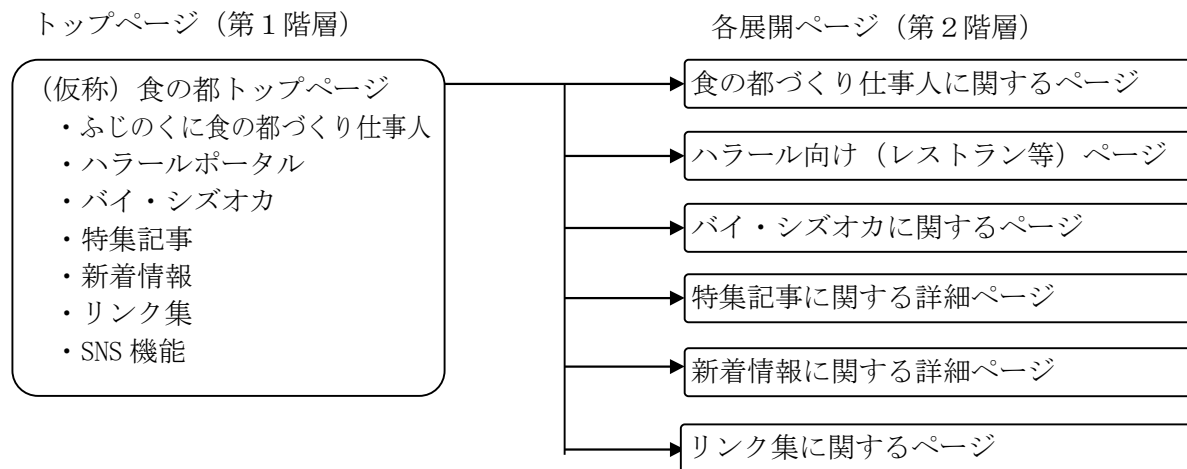 トップページ（第１階層）
各展開ページ（第２階層）
（仮称）食の都トップページ
・ふじのくに食の都づくり仕事人
・ハラールポータル
・バイ・シズオカ
・特集記事
・新着情報
・リンク集
・SNS 機能
食の都づくり仕事人に関するページ
ハラール向け（レストラン等）ページ
バイ・シズオカに関するページ
特集記事に関する詳細ページ
新着情報に関する詳細ページ
リンク集に関するページ